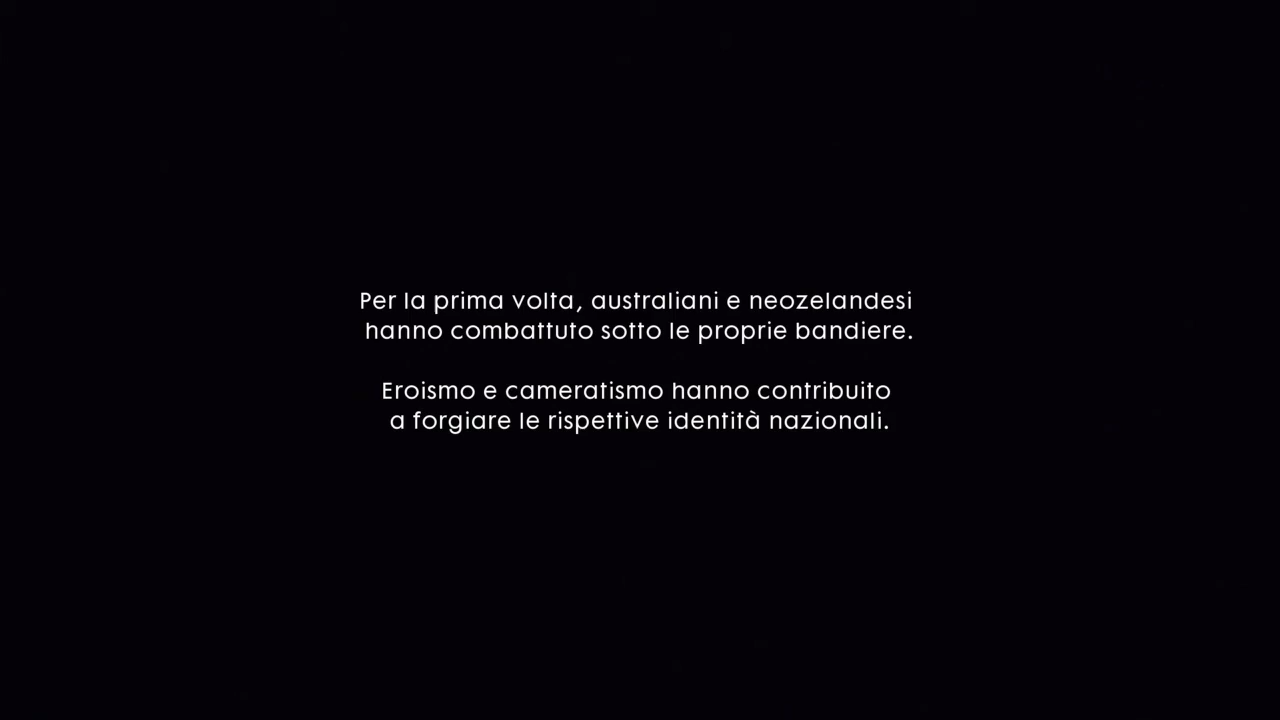 Per la prima volta, australiani e neozelandesi
hanno combattuto sotto le proprie bandiere.
Eroismo e cameratismo hanno contribuito
a forgiare le rispettive identità nazionali.